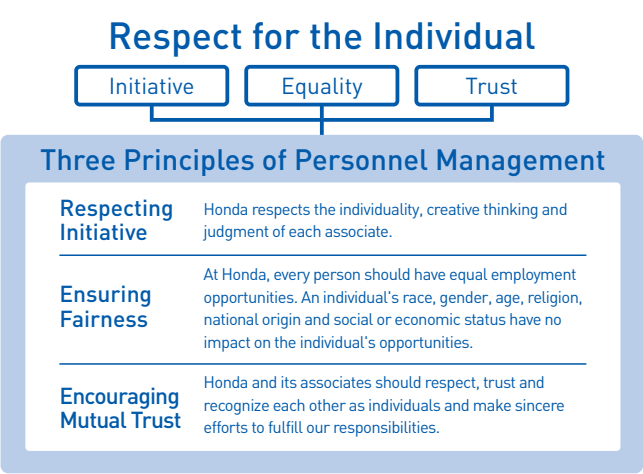 Respect for the Individual
Initiative
Equality
Trust
Three Principles of Personnel Management
Respecting
Initiative
Honda respects the individuality, creative thinking and
judgment of each associate.
Ensuring
Fairness
At Honda, every person should have equal employment
opportunities. An individual's race, gender, age, religion,
national origin and social or economic status have no
impact on the individual's opportunities.
Encouraging
Mutual Trust
Honda and its associates should respect, trust and
recognize each other as individuals and make sincere
efforts to fulfill our responsibilities.